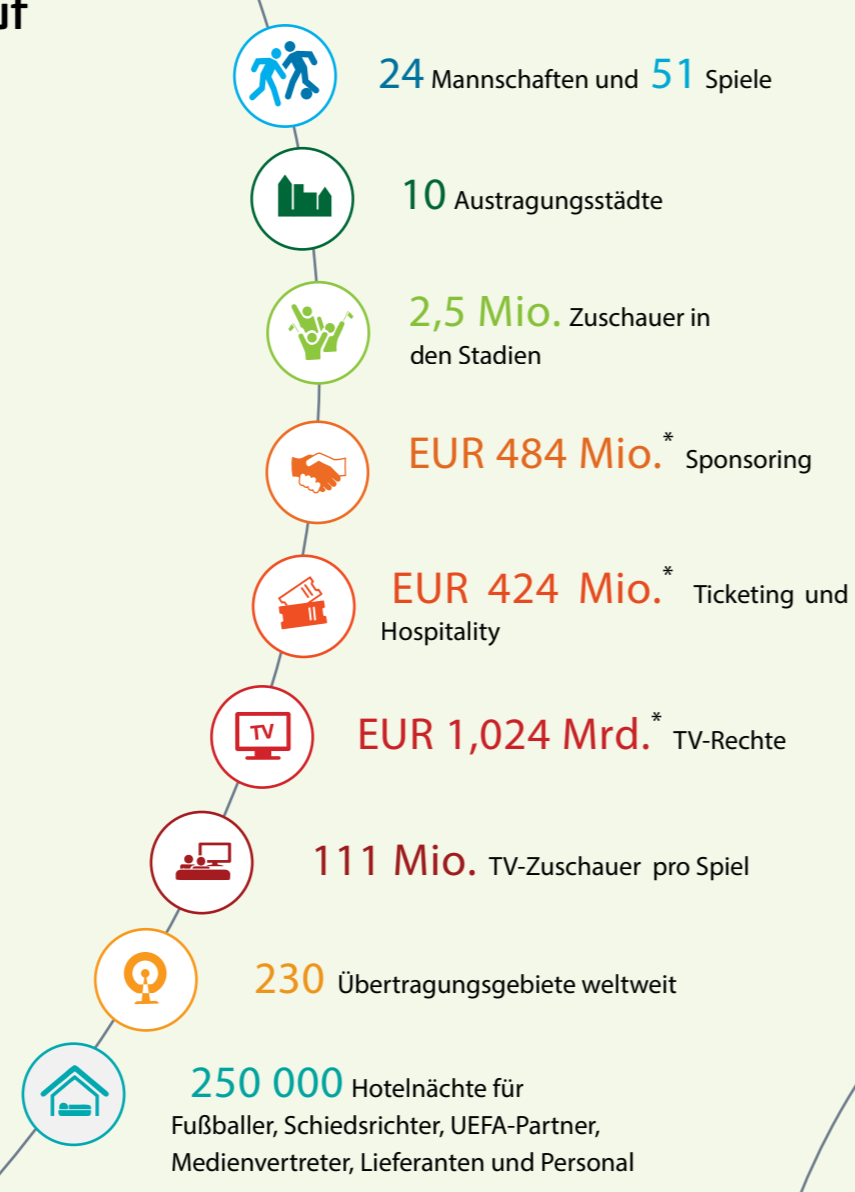 24 Mannschaften und 51 Spiele
10 Austragungsstädte
2,5 Mio. Zuschauer in
den Stadien
EUR 484 Mio.* Sponsoring
EUR 424 Mio.* Ticketing und
Hospitality
EUR 1,024 Mrd.* TV-Rechte
TV
111 Mio. TV-Zuschauer pro Spiel
230 Übertragungsgebiete weltweit
250 000 Hotelnächte für
Fußballer, Schiedsrichter, UEFA-Partner,
Medienvertreter, Lieferanten und Personal